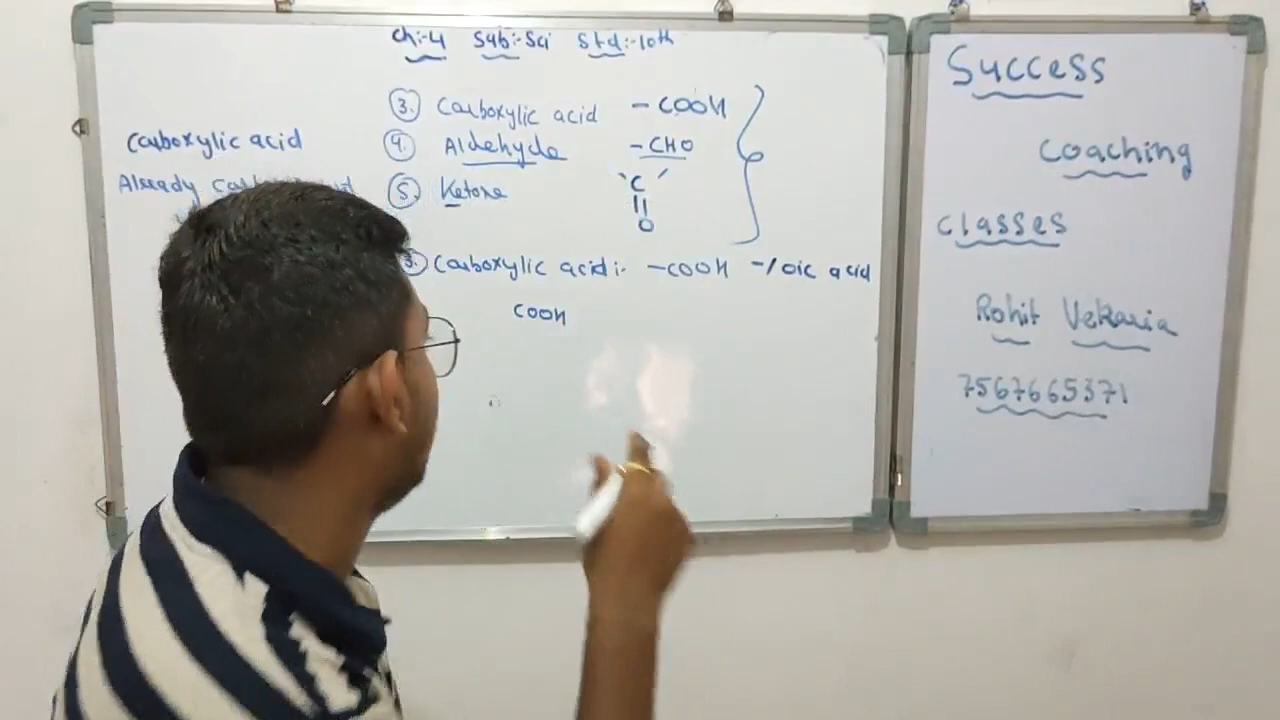 Ch:-4 Sub:-Sci Std:-10th
Carboxylic acid
Already
3. Carboxylic acid -COOH
4. Aldehyde -CHO
5. Ketone
C
O
3. Carboxylic acid :- -COOH -/oic acid
COOH
Success
Coaching
Classes
Rohit Vekaria
7567665371